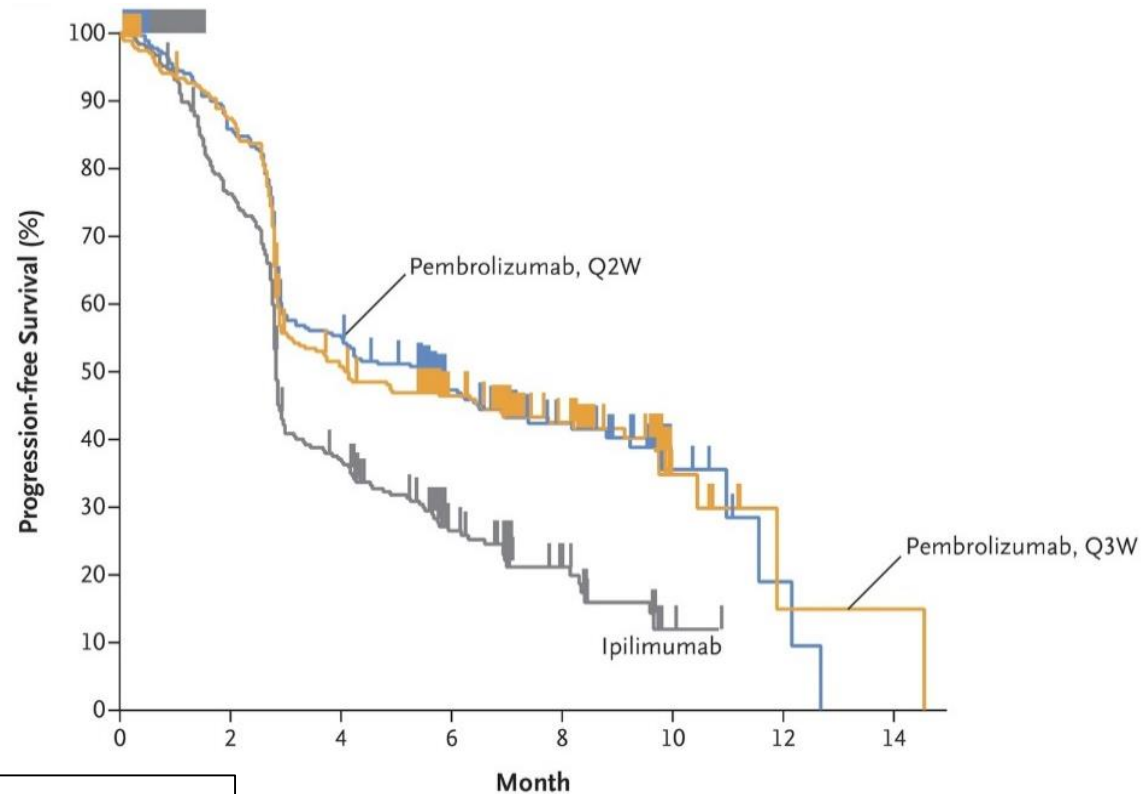 100
90
80
70
60
50
40
30
20
10
0
Progression-free Survival (%)
Pembrolizumab, Q2W
Pembrolizumab, Q3W
Ipilimumab
0 2 4 6 8 10 12 14
Month